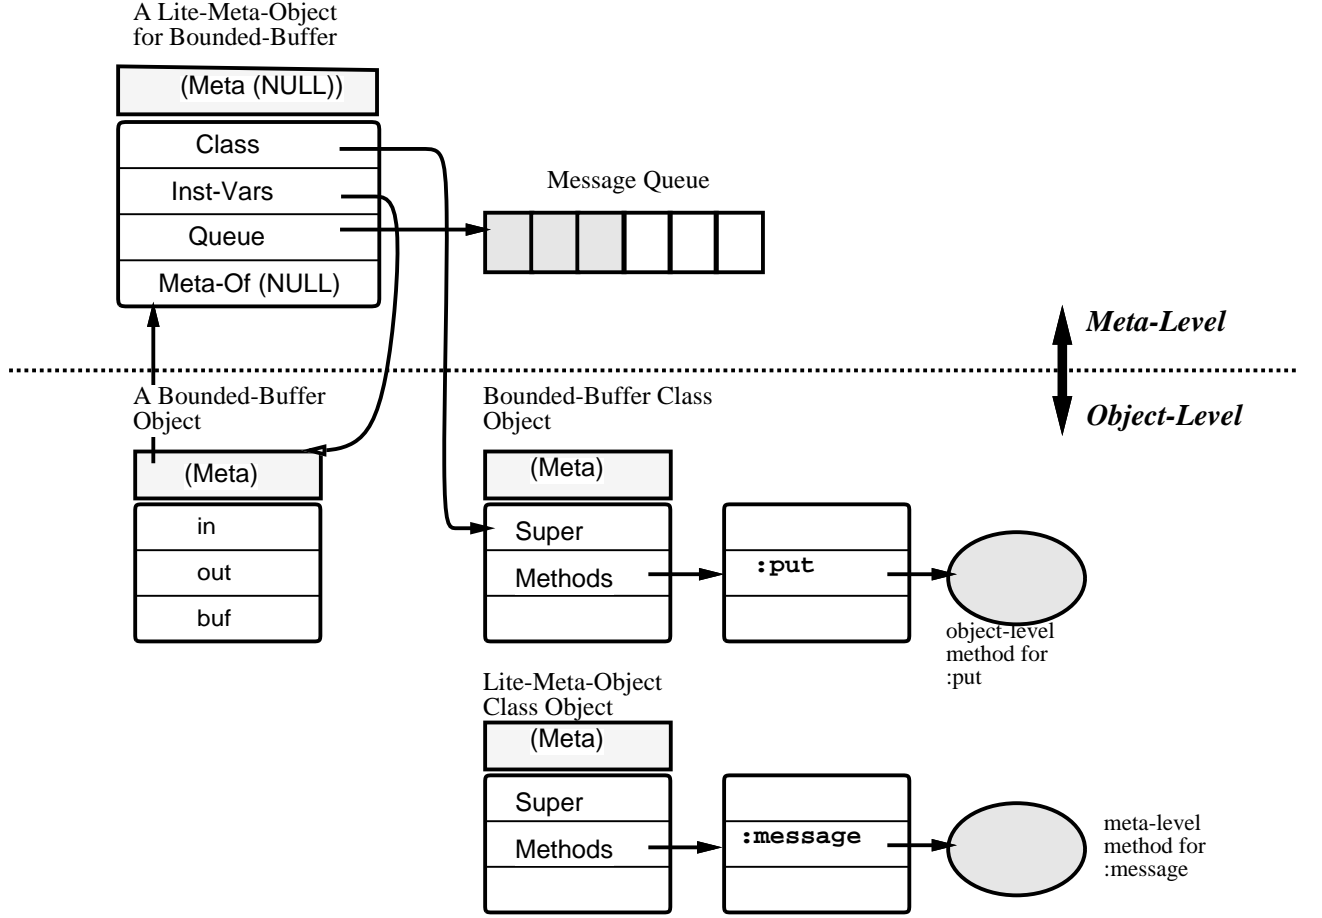 A Lite-Meta-Object
for Bounded-Buffer
(Meta (NULL))
Class
Inst-Vars
Queue
Meta-Of (NULL)
Message Queue
Meta-Level
Object-Level
A Bounded-Buffer
Object
(Meta)
in
out
buf
Bounded-Buffer Class
Object
(Meta)
Super
Methods
:put
object-level
method for
:put
Lite-Meta-Object
Class Object
(Meta)
Super
Methods
:message
meta-level
method for
:message